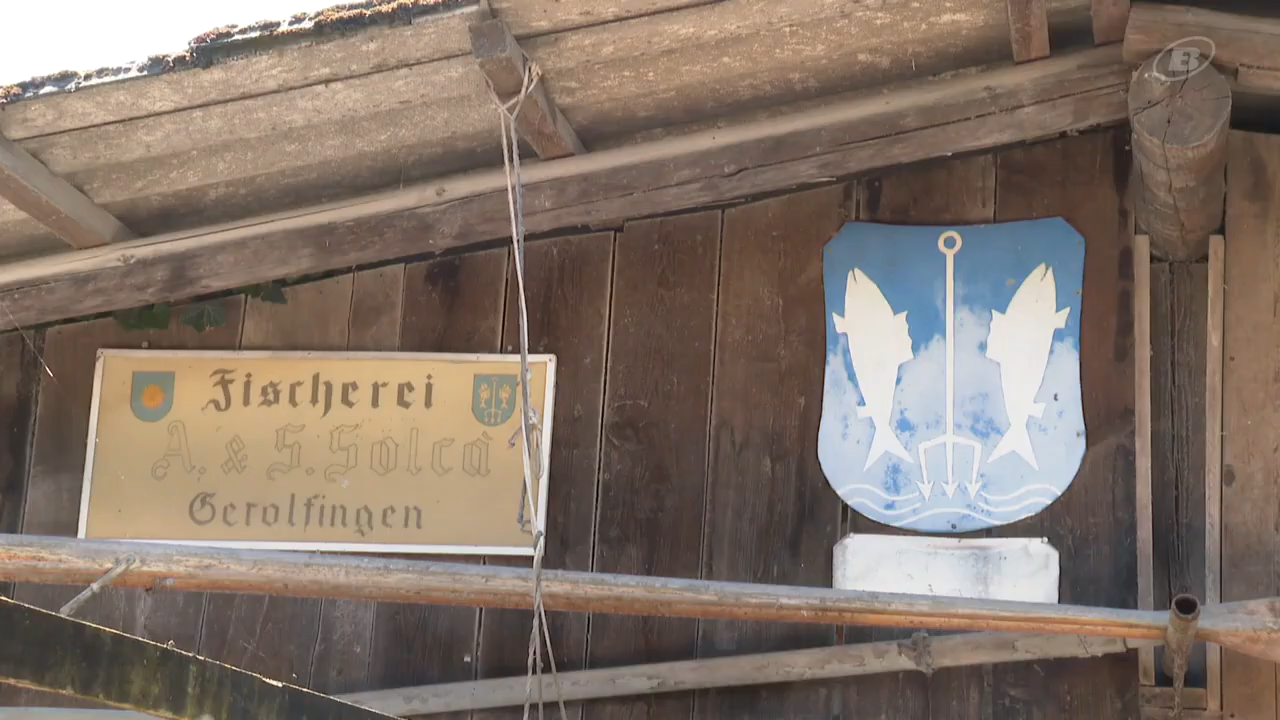 Fischerei
A. & S. Solcà
Gerolfingen
B